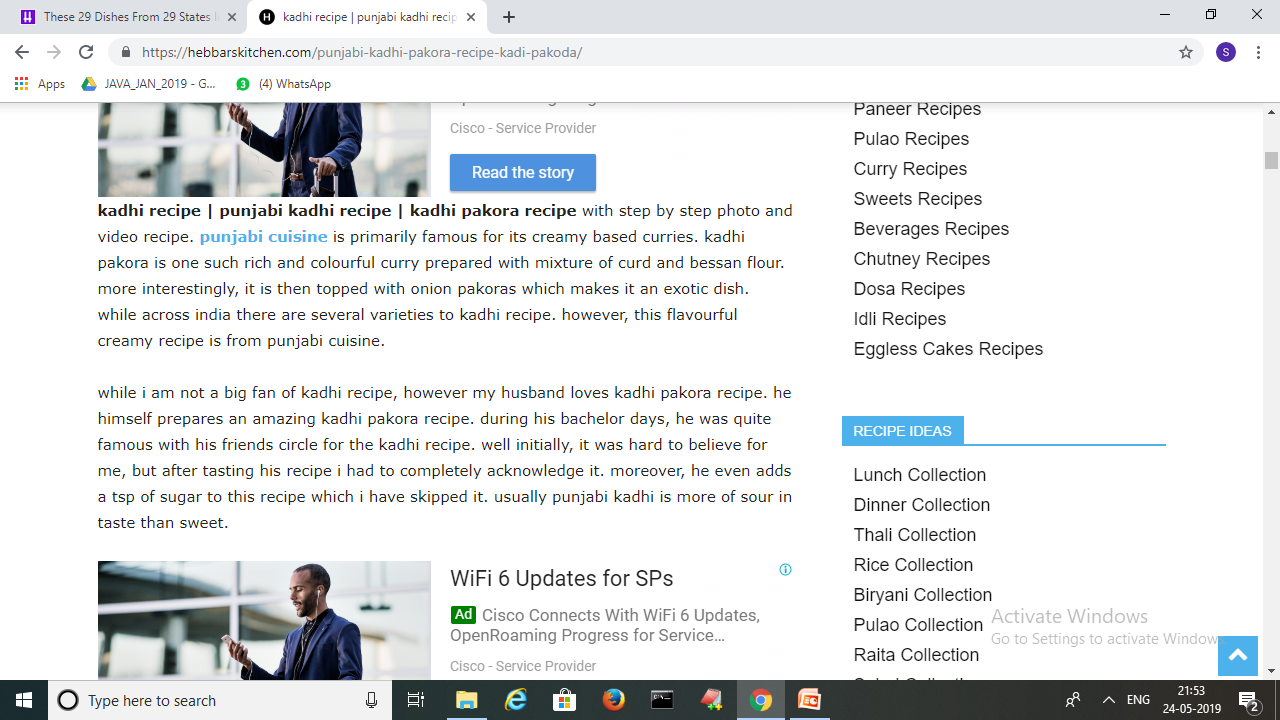 These 29 Dishes From 29 States
kadhi recipe | punjabi kadhi recip
https://hebbarskitchen.com/punjabi-kadhi-pakora-recipe-kadi-pakoda/
S
Apps
JAVA_JAN_2019 - G...
3
(4) WhatsApp
Cisco - Service Provider
Read the story
kadhi recipe | punjabi kadhi recipe | kadhi pakora recipe with step by step photo and
video recipe. punjabi cuisine is primarily famous for its creamy based curries. kadhi
pakora is one such rich and colourful curry prepared with mixture of curd and bessan flour.
more interestingly, it is then topped with onion pakoras which makes it an exotic dish.
while across india there are several varieties to kadhi recipe. however, this flavourful
creamy recipe is from punjabi cuisine.
while i am not a big fan of kadhi recipe, however my husband loves kadhi pakora recipe. he
himself prepares an amazing kadhi pakora recipe. during his bachelor days, he was quite
famous with his friends circle for the kadhi recipe. well initially, it was hard to believe for
me, but after tasting his recipe i had to completely acknowledge it. moreover, he even adds
a tsp of sugar to this recipe which i have skipped it. usually punjabi kadhi is more of sour in
taste than sweet.
WiFi 6 Updates for SPs
Ad Cisco Connects With WiFi 6 Updates,
OpenRoaming Progress for Service...
Cisco - Service Provider
Paneer Recipes
Pulao Recipes
Curry Recipes
Sweets Recipes
Beverages Recipes
Chutney Recipes
Dosa Recipes
Idli Recipes
Eggless Cakes Recipes
RECIPE IDEAS
Lunch Collection
Dinner Collection
Thali Collection
Rice Collection
Biryani Collection
Pulao Collection
Raita Collection
Activate Windows
Go to Settings to activate Windows.
Type here to search
ENG
21:53
24-05-2019
2